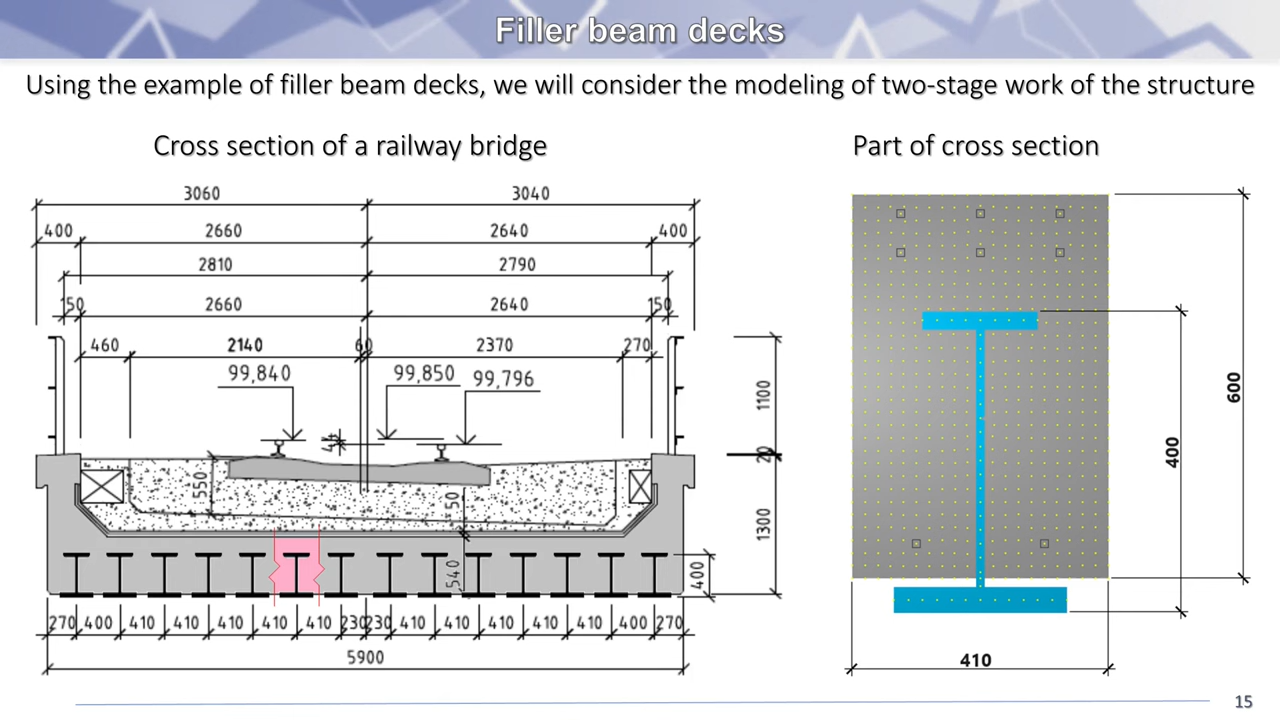 Filler beam decks
Using the example of filler beam decks, we will consider the modeling of two-stage work of the structure
Cross section of a railway bridge
Part of cross section
3060 3040
400 2660 2640 400
2810 2790
150 2660 2640 150
460 2140 60 2370 270
99,840 99,850 99,796
1100
20
550
50
1300
540
400
270 400 410 410 410 410 410 230 230 410 410 410 410 410 400 270
5900
600
400
410
15